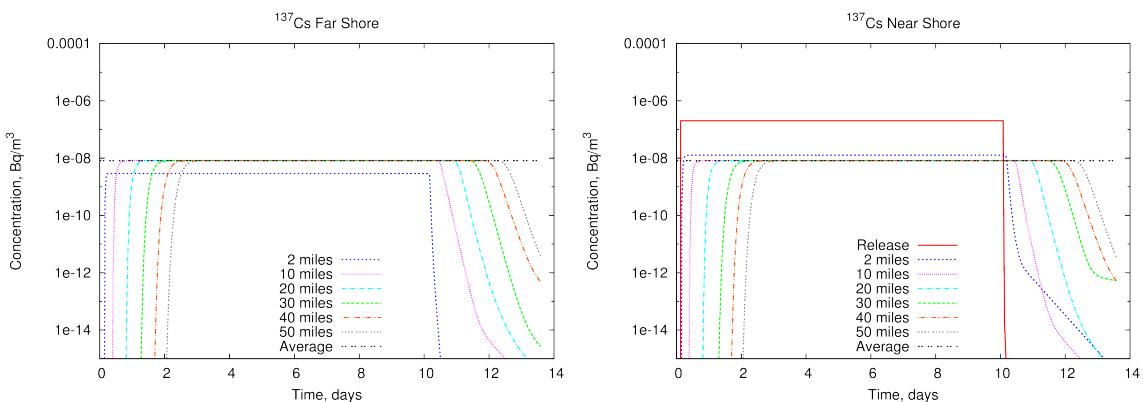 ¹³⁷Cs Far Shore
Concentration, Bq/m³
0.0001
1e-06
1e-08
1e-10
1e-12
1e-14
2 miles
10 miles
20 miles
30 miles
40 miles
50 miles
Average
0 2 4 6 8 10 12 14
Time, days
¹³⁷Cs Near Shore
Concentration, Bq/m³
0.0001
1e-06
1e-08
1e-10
1e-12
1e-14
Release
2 miles
10 miles
20 miles
30 miles
40 miles
50 miles
Average
0 2 4 6 8 10 12 14
Time, days